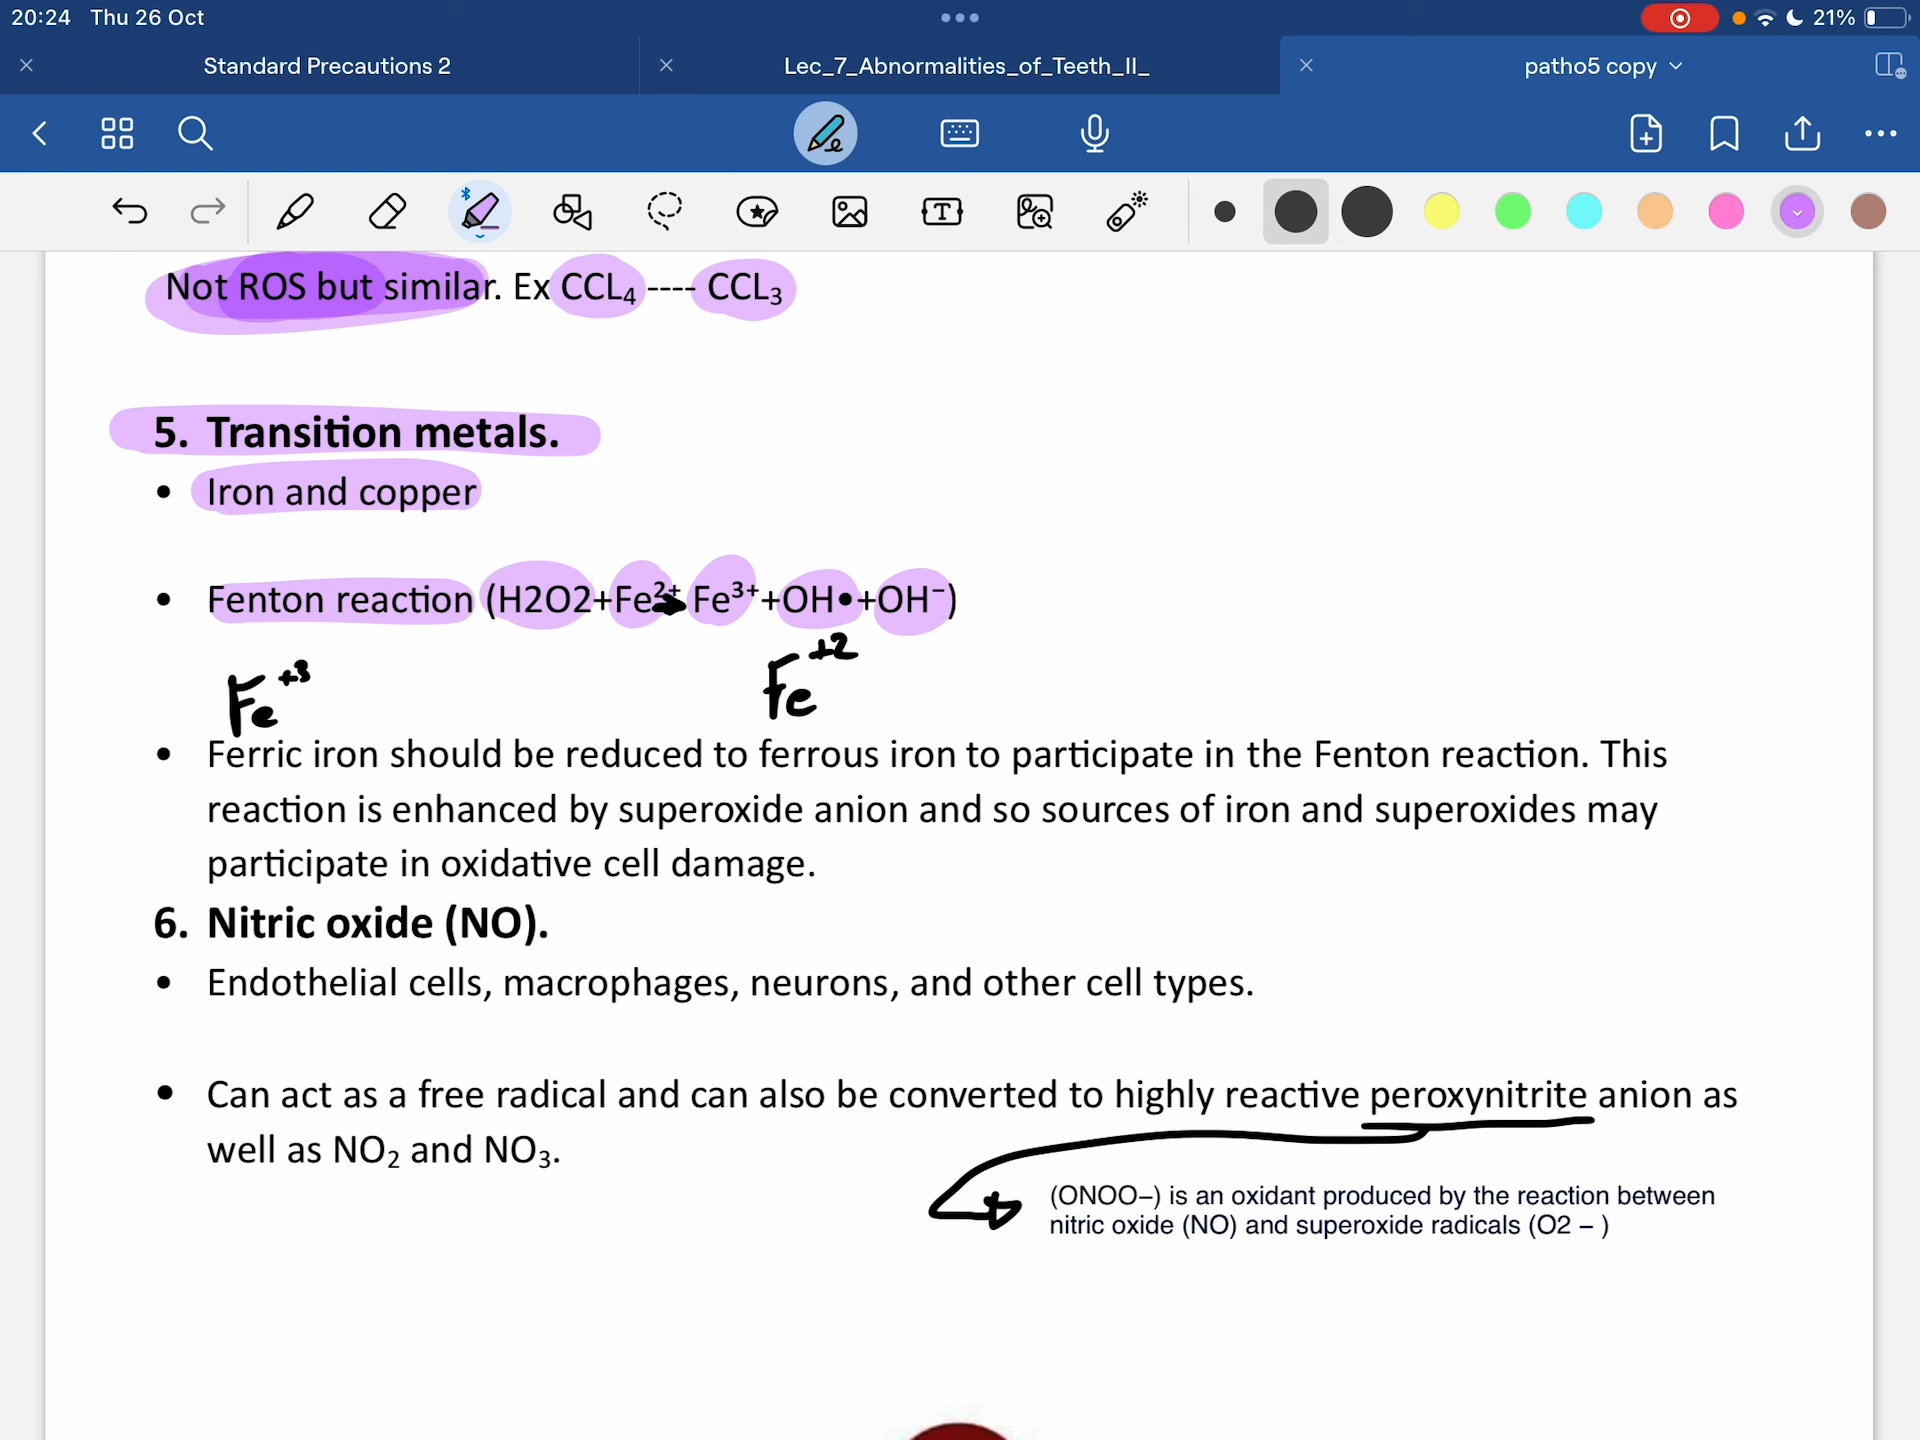 20:24 Thu 26 Oct 21%
Standard Precautions 2 Lec_7_Abnormalities_of_Teeth_II_ patho5 copy
Not ROS but similar. Ex CCL₄ ---- CCL₃
5. Transition metals.
• Iron and copper
• Fenton reaction (H2O2+Fe²⁺→Fe³⁺+OH•+OH⁻)
Fe⁺³ Fe⁺²
• Ferric iron should be reduced to ferrous iron to participate in the Fenton reaction. This
reaction is enhanced by superoxide anion and so sources of iron and superoxides may
participate in oxidative cell damage.
6. Nitric oxide (NO).
• Endothelial cells, macrophages, neurons, and other cell types.
• Can act as a free radical and can also be converted to highly reactive peroxynitrite anion as
well as NO₂ and NO₃.
(ONOO–) is an oxidant produced by the reaction between
nitric oxide (NO) and superoxide radicals (O2 – )